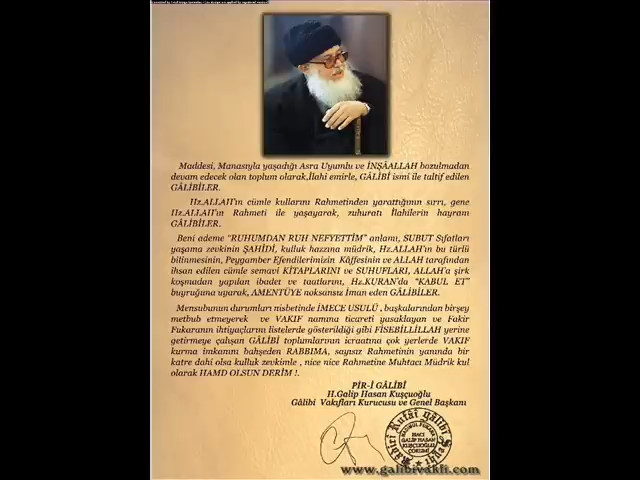 Maddesi, Manasıyla yaşadığı Asra Uyumlu ve İNŞÂALLAH bozulmadan
devam edecek olan toplum olarak,İlahi emirle, GÂLİBİ ismi ile taltif edilen
GÂLİBİLER.
Hz.ALLAH'ın cümle kullarını Rahmetinden yarattığının sırrı, gene
Hz.ALLAH'ın Rahmeti ile yaşayarak, zuhuratı İlahilerin hayranı
GÂLİBİLER.
Beni ademe "RUHUMDAN RUH NEFYETTİM" anlamı, SUBUT Sıfatları
yaşama zevkinin ŞAHİDİ, kulluk hazzına müdrik, Hz.ALLAH'ın bu türlü
bilinmesinin, Peygamber Efendilerimizin Kâffesinin ve ALLAH tarafından
ihsan edilen cümle semavi KİTAPLARINI ve SUHUFLARI, ALLAH'a şirk
koşmadan yapılan ibadet ve taatlarını, Hz.KURAN'da "KABUL ET"
buyruğuna uyarak, AMENTÜYE noksansız İman eden GÂLİBİLER.
Mensubunun durumları nisbetinde İMECE USULÜ , başkalarından birşey
metbub etmeyerek ve VAKIF namına ticareti yasaklayan ve Fakir
Fukaranın ihtiyaçlarını listelerde gösterildiği gibi FİSEBİLLİLLAH yerine
getirmeye çalışan GÂLİBİ toplumlarının icraatına çok yerlerde VAKIF
kurma imkanını bahşeden RABBIMA, sayısız Rahmetinin yanında bir
katre dahi olsa kulluk zevkimle , nice nice Rahmetine Muhtacı Müdrik kul
olarak HAMD OLSUN DERİM !.
PİR-İ GÂLİBİ
H.Galip Hasan Kuşçuoğlu
Gâlibi Vakıfları Kurucusu ve Genel Başkanı
HACI
GALİP HASAN
KUŞÇUOĞLU
ÇORUMİ
www.galibivakfi.com